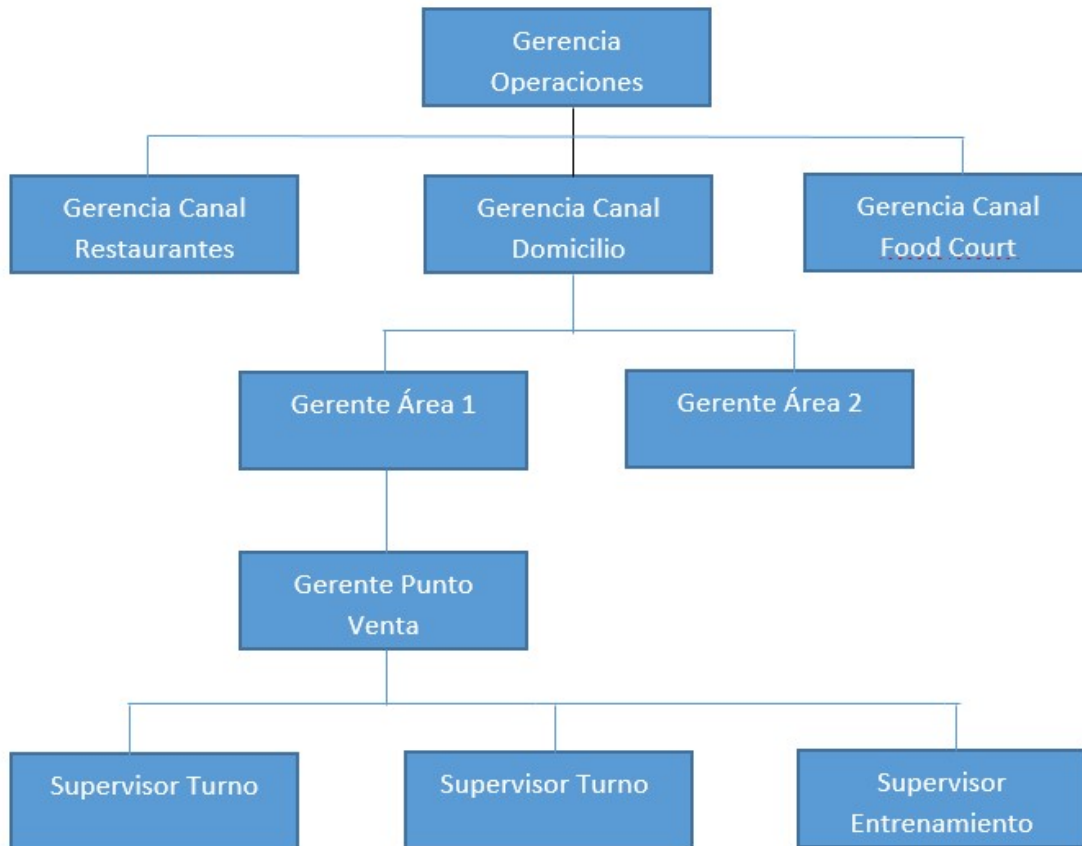 Gerencia
Operaciones
Gerencia Canal
Restaurantes
Gerencia Canal
Domicilio
Gerencia Canal
Food Court
Gerente Área 1
Gerente Área 2
Gerente Punto
Venta
Supervisor Turno
Supervisor Turno
Supervisor
Entrenamiento